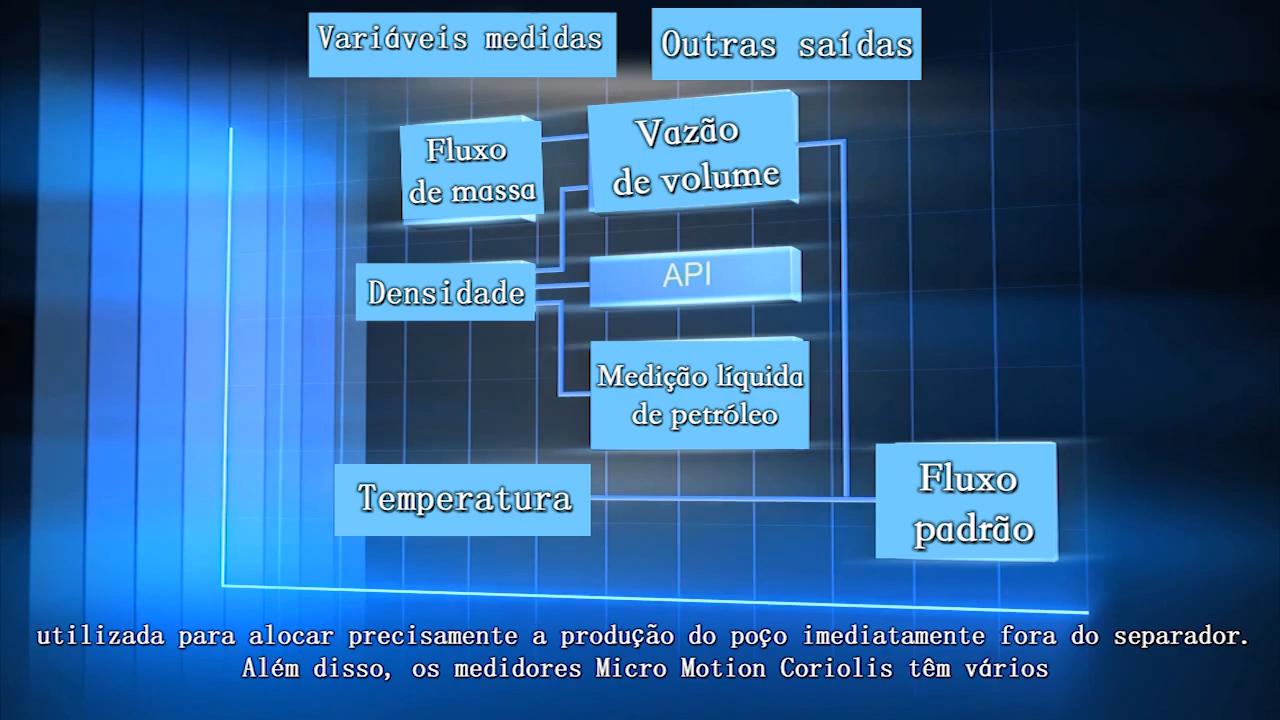 Variáveis medidas
Outras saídas
Fluxo
de massa
Vazão
de volume
Densidade
API
Medição líquida
de petróleo
Temperatura
Fluxo
padrão
utilizada para alocar precisamente a produção do poço imediatamente fora do separador.
Além disso, os medidores Micro Motion Coriolis têm vários